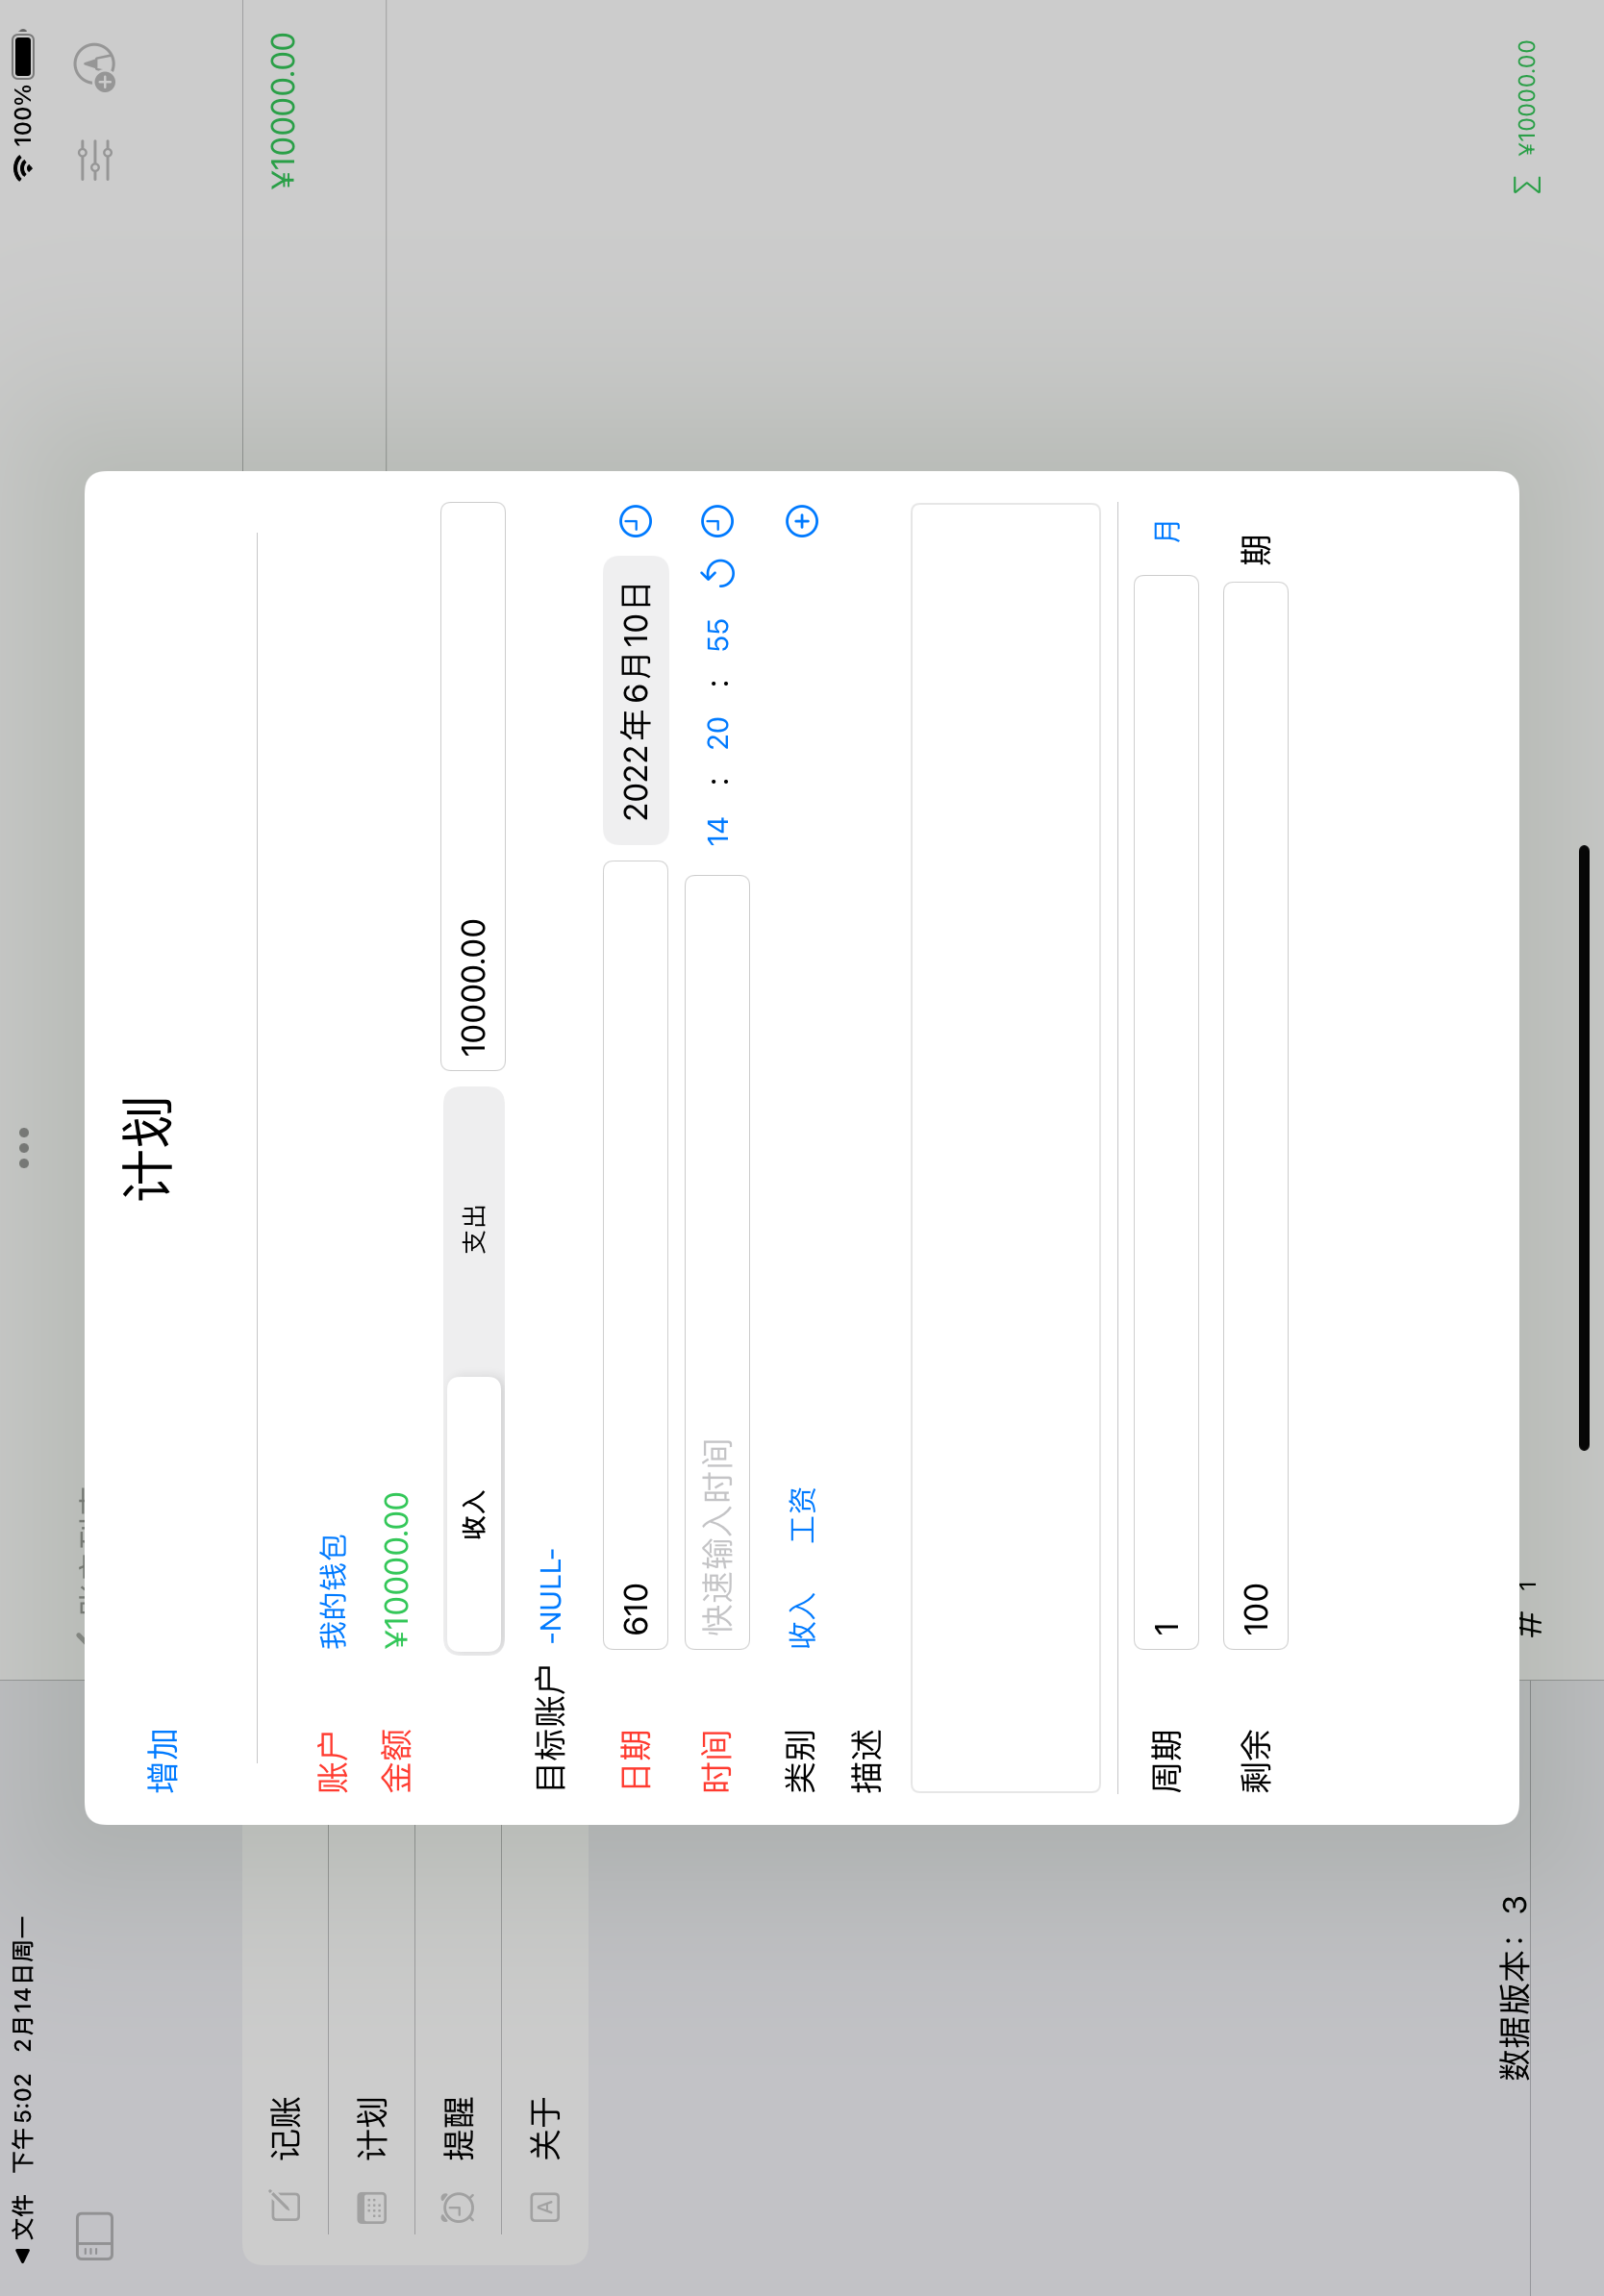 文件 下午5:02 2月14日周一
100%
¥10000.00
记账
计划
提醒
关于
数据版本： 3
计划
增加
账户 我的钱包
金额 ¥10000.00
收入 支出 10000.00
目标账户 -NULL-
日期 610 2022年6月10日
时间 快速输入时间 14 : 20 : 55
类别 收入 工资
描述
周期 1 月
剩余 100 期
# 1
∑ ¥10000.00